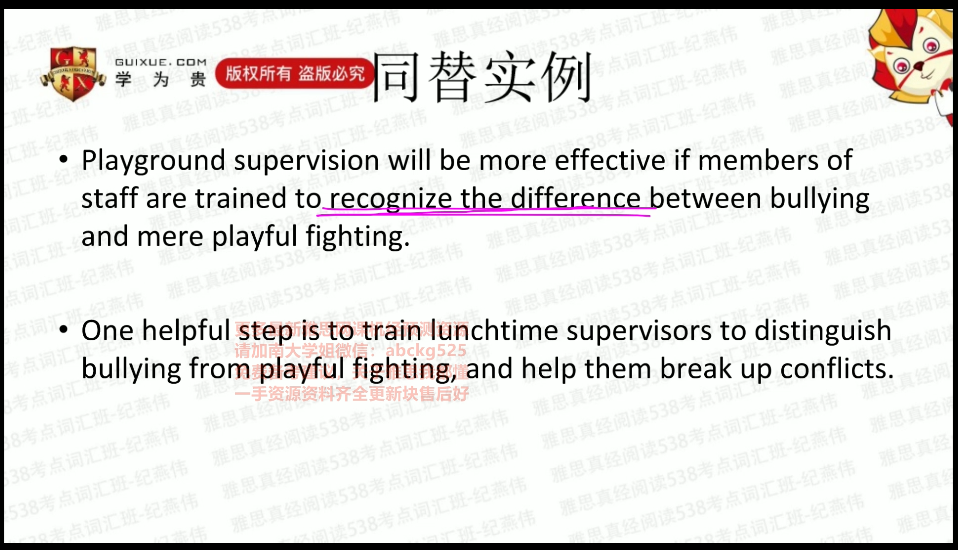 GUIXUE.COM
学为贵
版权所有 盗版必究
同替实例
• Playground supervision will be more effective if members of
staff are trained to recognize the difference between bullying
and mere playful fighting.
• One helpful step is to train lunchtime supervisors to distinguish
bullying from playful fighting, and help them break up conflicts.
请加南大学姐微信：abckg525
一手资源资料齐全更新块售后好
雅思真经阅读538考点词汇班-纪燕伟